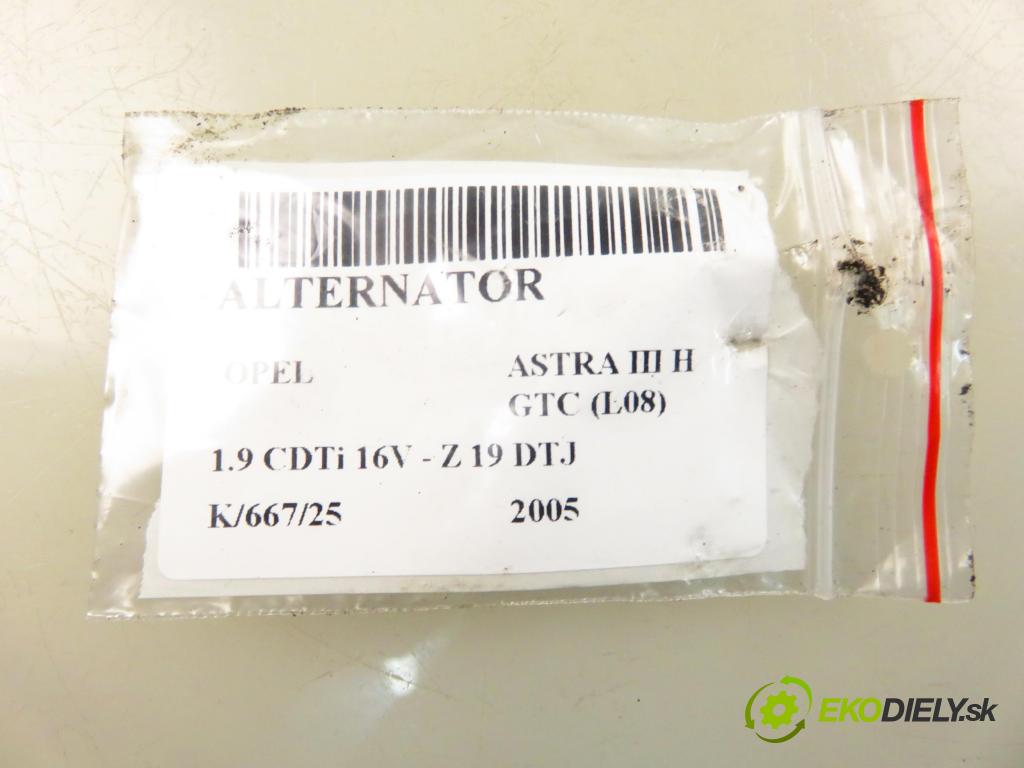 ALTERNATOR
OPEL ASTRA III H
GTC (L08)
1.9 CDTi 16V - Z 19 DTJ
K/667/25 2005
EKODIELY.sk